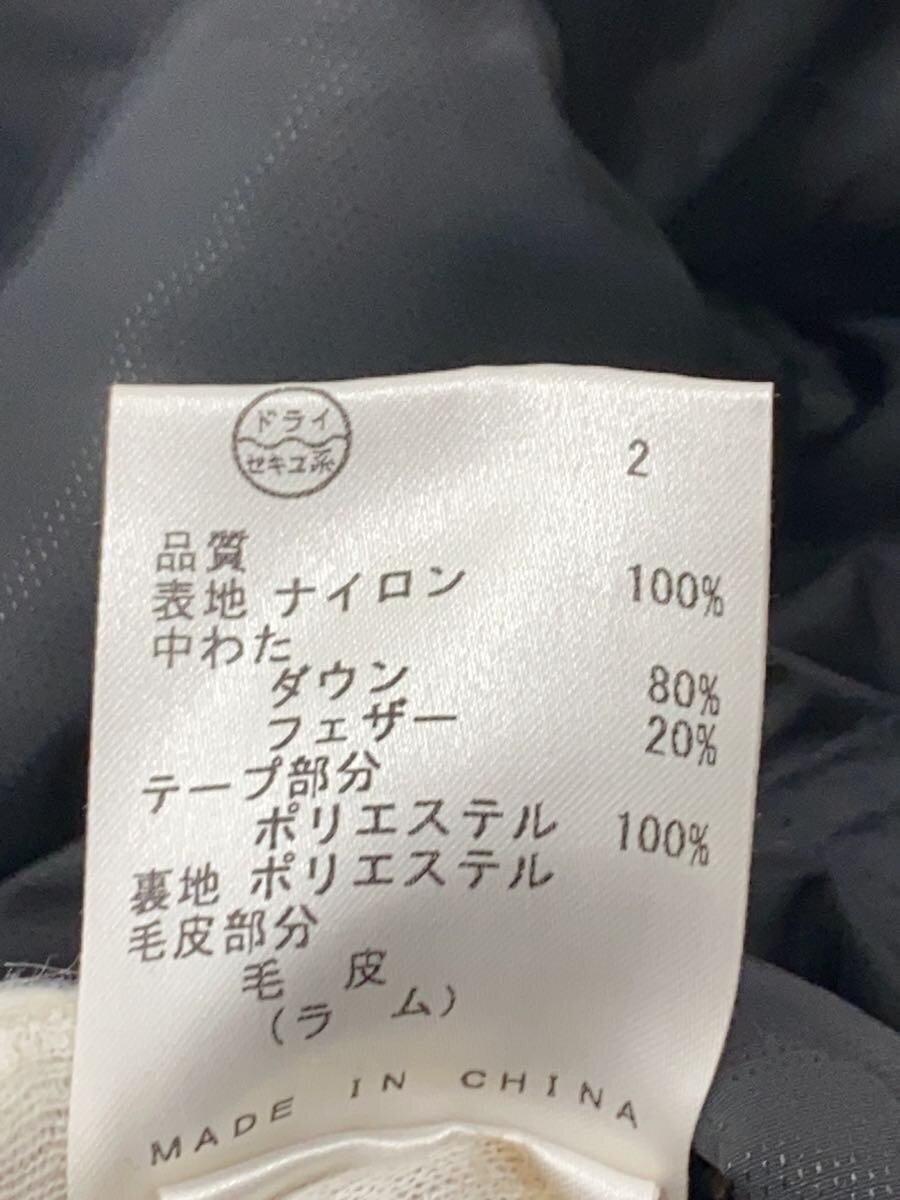 ドライ
セキユ系
2
品質
表地 ナイロン 100%
中わた
ダウン 80%
フェザー 20%
テープ部分
ポリエステル 100%
裏地 ポリエステル
毛皮部分
毛 皮
(ラ ム)
MADE IN CHINA